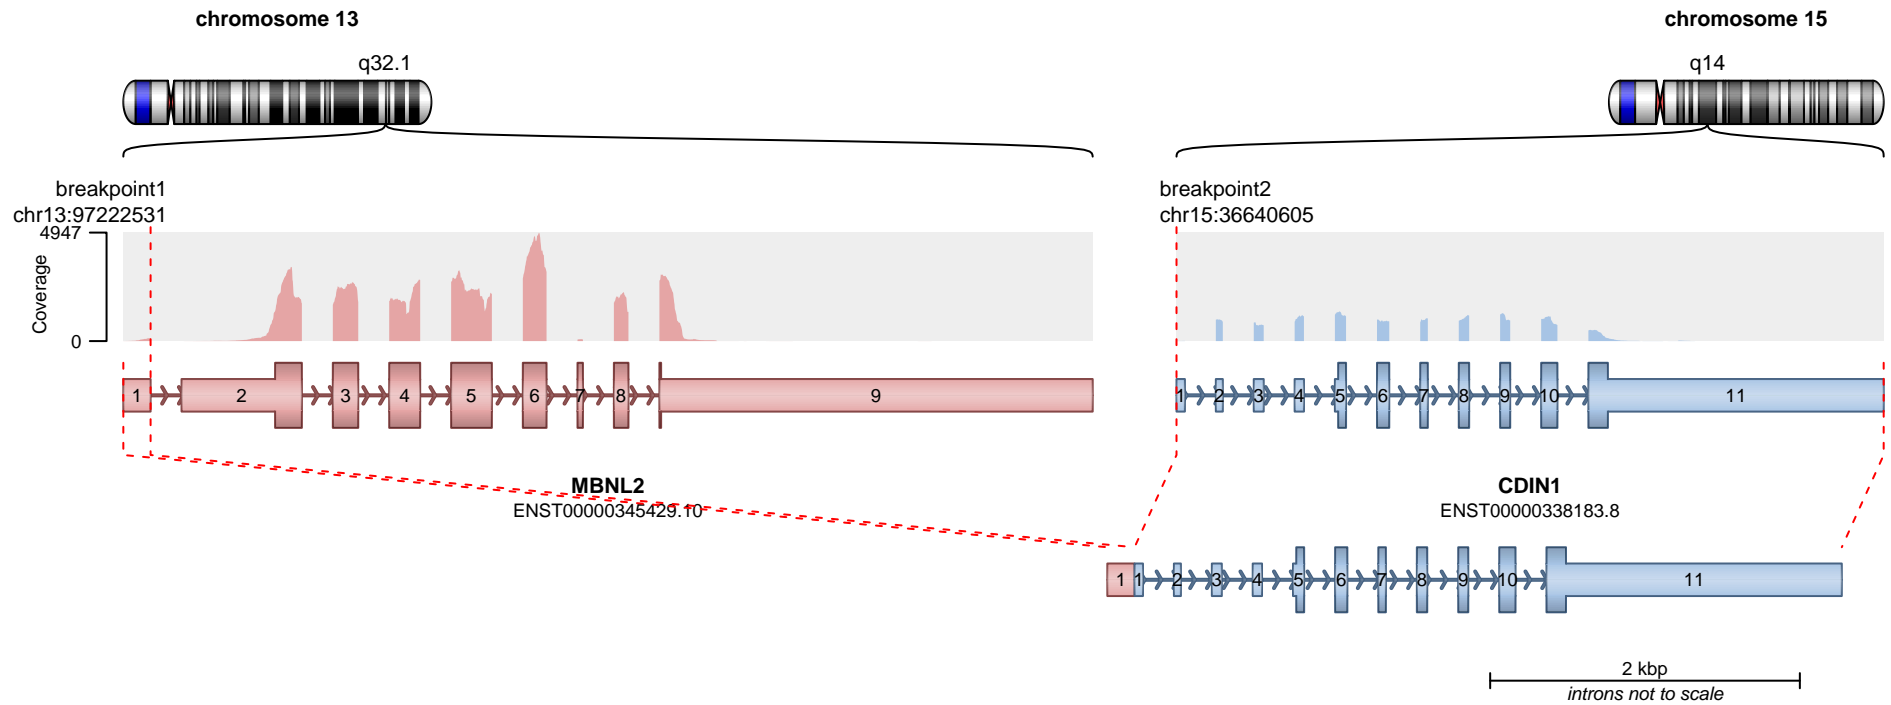 chromosome 13
chromosome 15
q32.1
q14
breakpoint1
chr13:97222531
breakpoint2
chr15:36640605
4947
Coverage
0
1 2 3 4 5 6 7 8 9
1 2 3 4 5 6 7 8 9 10 11
MBNL2
ENST00000345429.10
CDIN1
ENST00000338183.8
1 1 2 3 4 5 6 7 8 9 10 11
2 kbp
introns not to scale